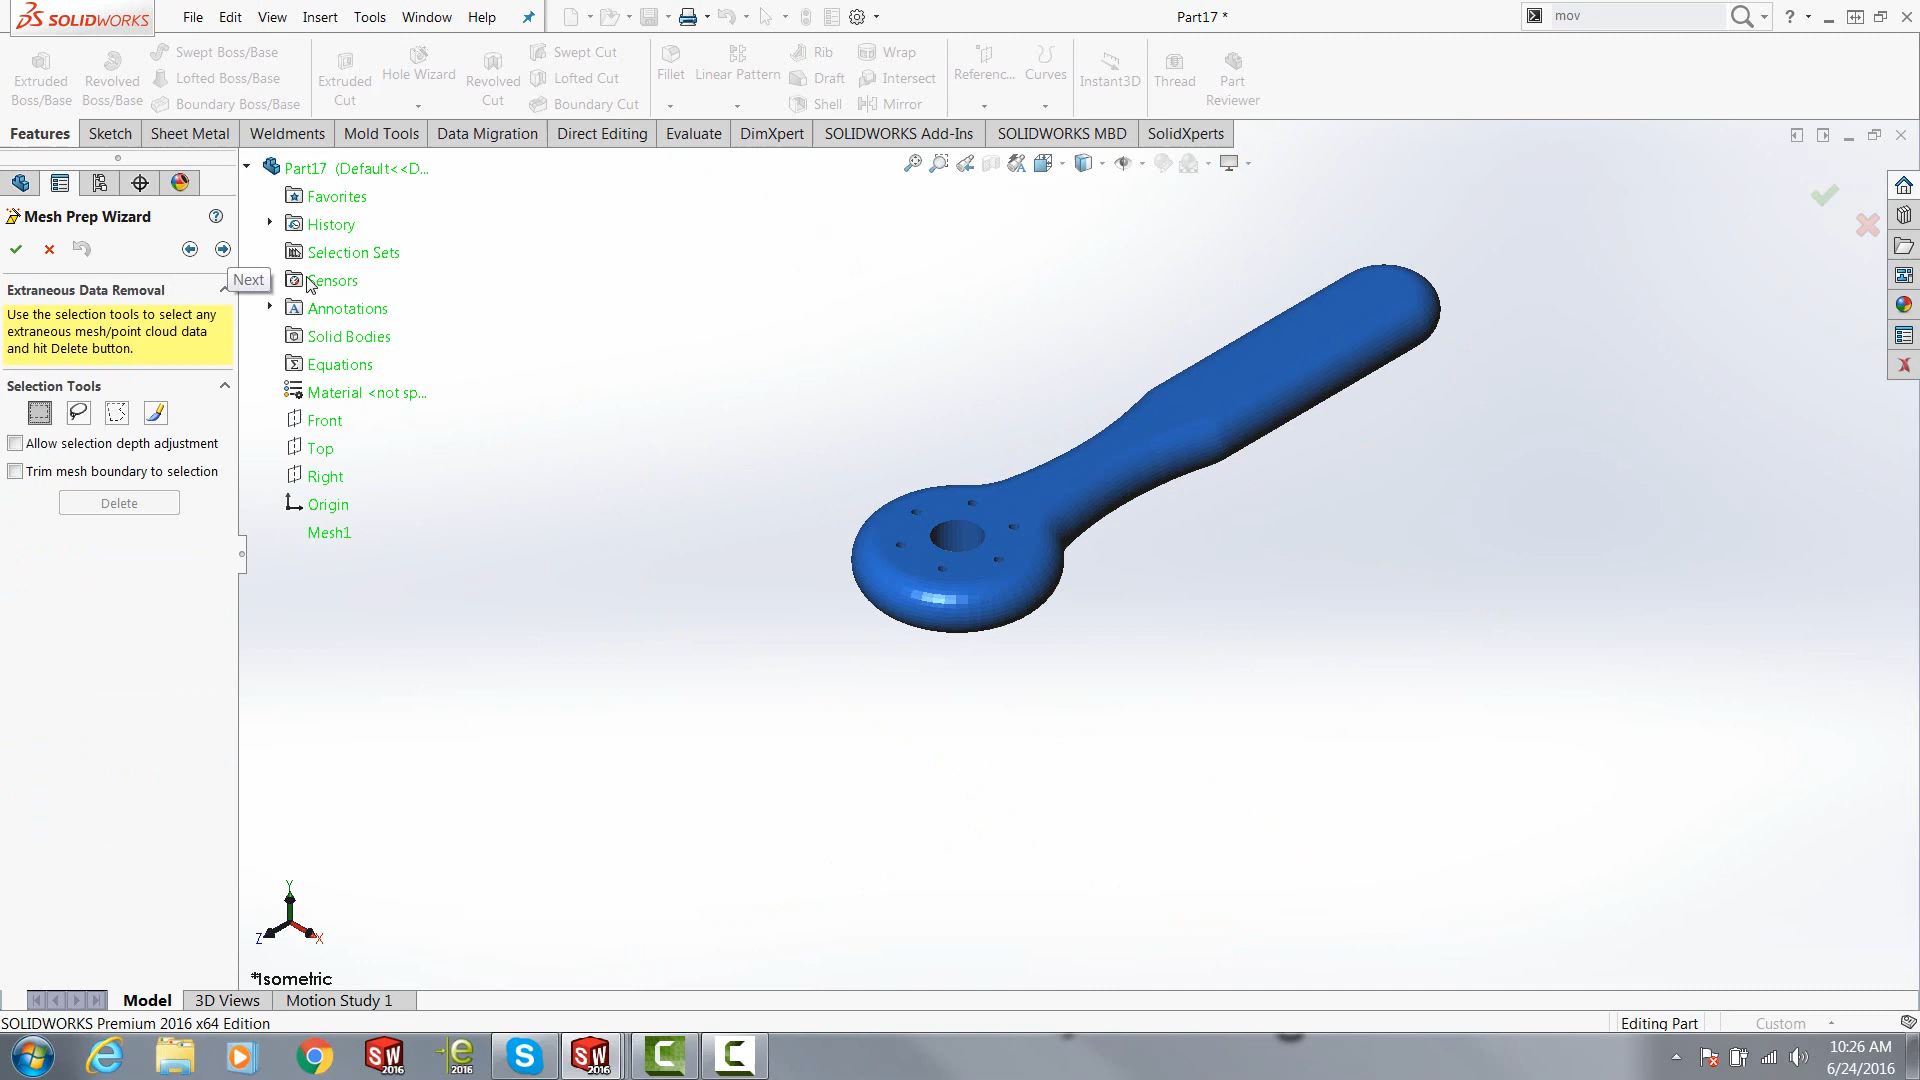 SOLIDWORKS File Edit View Insert Tools Window Help Part17 * mov ?
Extruded Boss/Base
Revolved Boss/Base
Swept Boss/Base
Lofted Boss/Base
Boundary Boss/Base
Extruded Cut
Hole Wizard
Revolved Cut
Swept Cut
Lofted Cut
Boundary Cut
Fillet
Linear Pattern
Rib
Draft
Shell
Wrap
Intersect
Mirror
Referenc...
Curves
Instant3D
Thread
Part Reviewer
Features Sketch Sheet Metal Weldments Mold Tools Data Migration Direct Editing Evaluate DimXpert SOLIDWORKS Add-Ins SOLIDWORKS MBD SolidXperts
Mesh Prep Wizard ?
Next
Extraneous Data Removal
Use the selection tools to select any
extraneous mesh/point cloud data
and hit Delete button.
Selection Tools
Allow selection depth adjustment
Trim mesh boundary to selection
Delete
Part17 (Default<<D...
Favorites
History
Selection Sets
Sensors
Annotations
Solid Bodies
Equations
Material <not sp...
Front
Top
Right
Origin
Mesh1
Y
Z X
*Isometric
Model 3D Views Motion Study 1
SOLIDWORKS Premium 2016 x64 Edition Editing Part Custom
SW 2016
e 2016
SW 2016
10:26 AM
6/24/2016